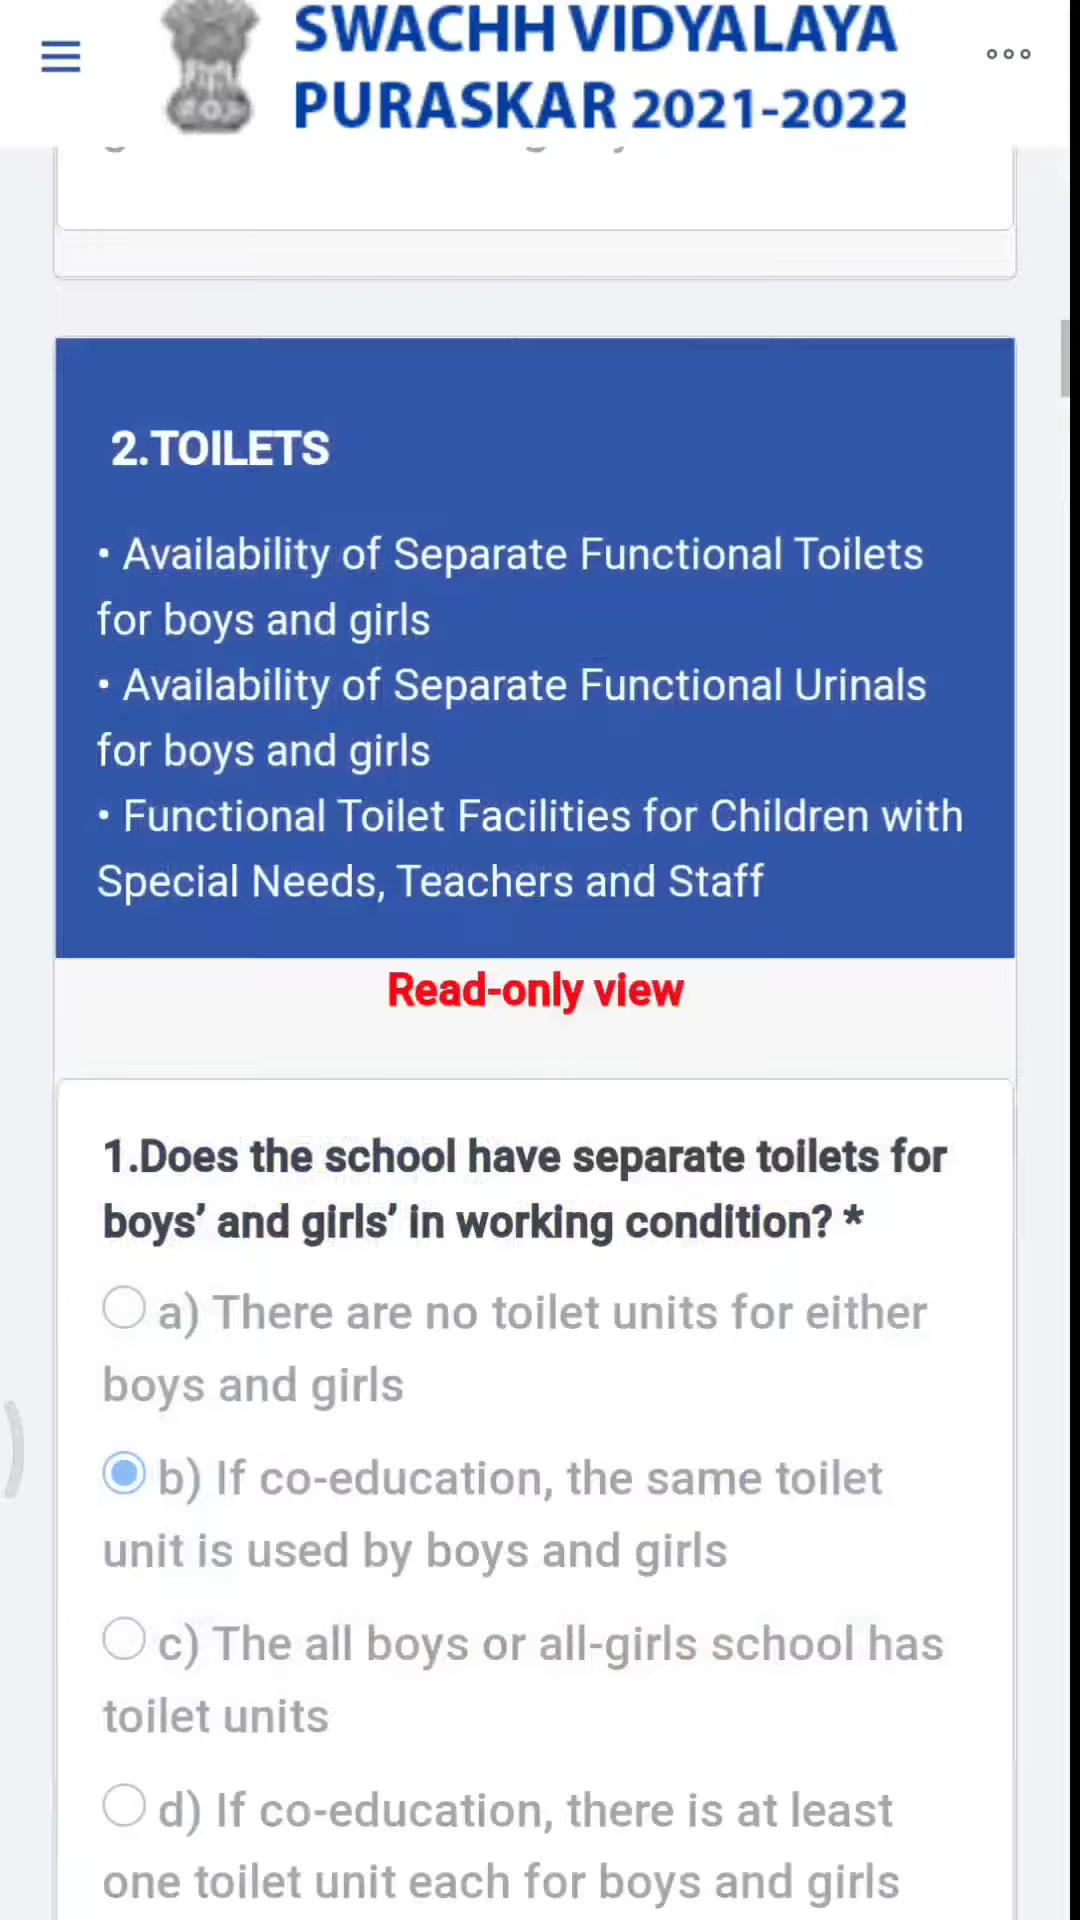 SWACHH VIDYALAYA
PURASKAR 2021-2022
2.TOILETS
• Availability of Separate Functional Toilets
for boys and girls
• Availability of Separate Functional Urinals
for boys and girls
• Functional Toilet Facilities for Children with
Special Needs, Teachers and Staff
Read-only view
1.Does the school have separate toilets for
boys’ and girls’ in working condition? *
a) There are no toilet units for either
boys and girls
b) If co-education, the same toilet
unit is used by boys and girls
c) The all boys or all-girls school has
toilet units
d) If co-education, there is at least
one toilet unit each for boys and girls